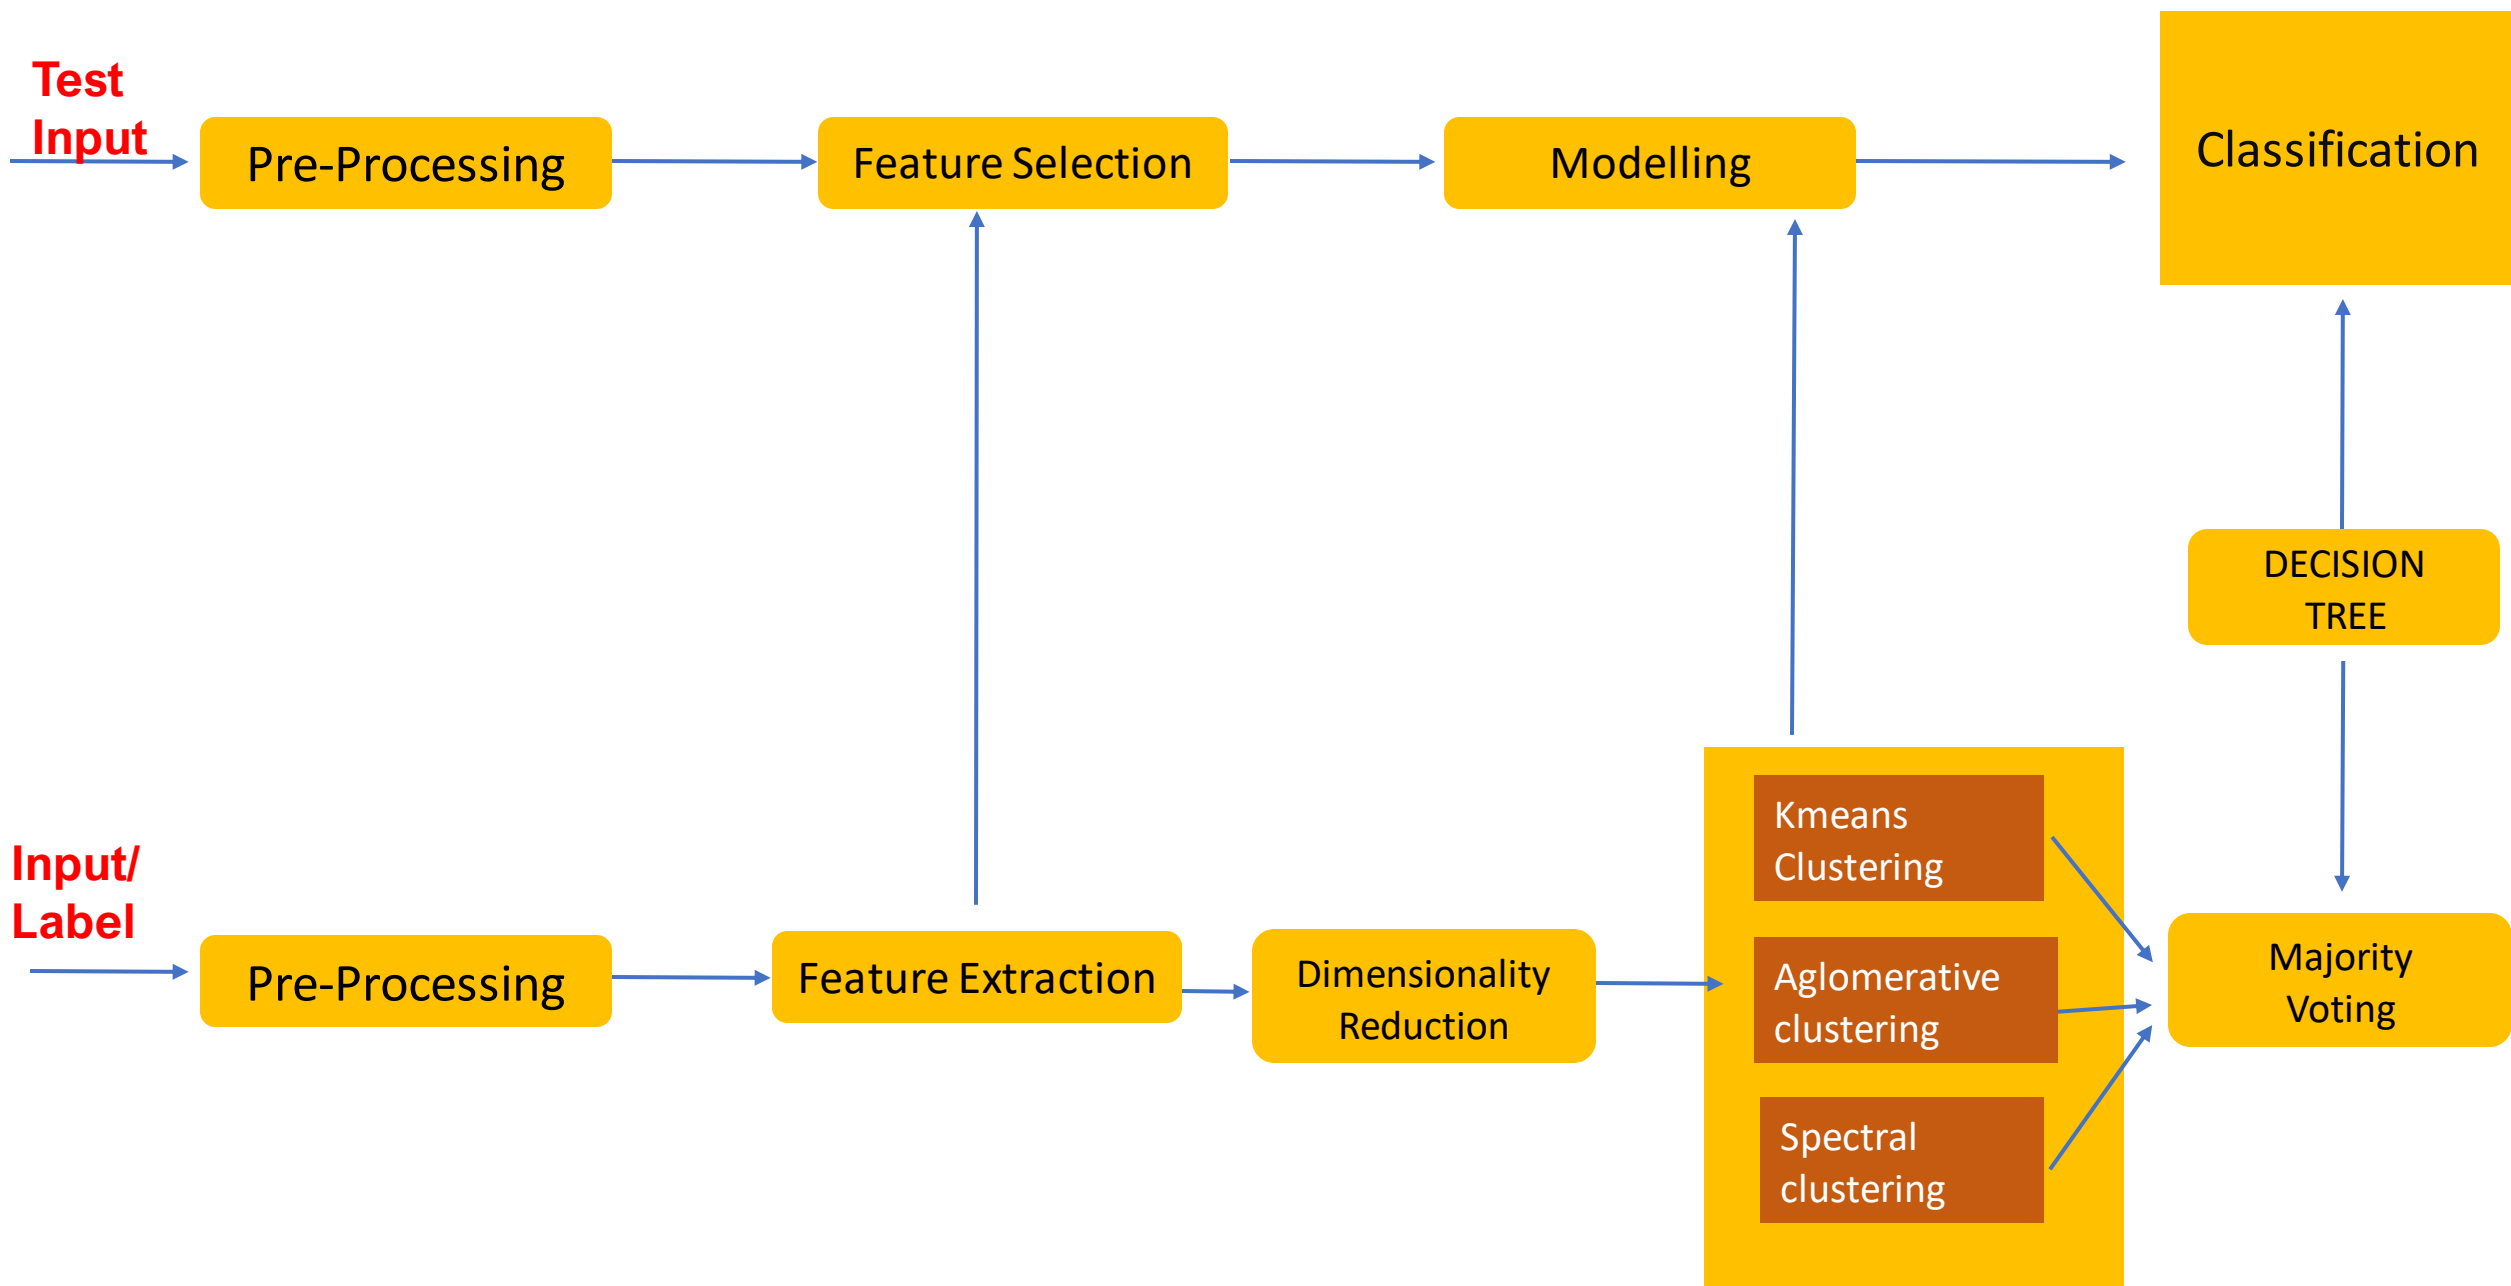 Test
Input
Pre-Processing
Feature Selection
Modelling
Classification
DECISION
TREE
Input/
Label
Pre-Processing
Feature Extraction
Dimensionality
Reduction
Kmeans
Clustering
Aglomerative
clustering
Spectral
clustering
Majority
Voting